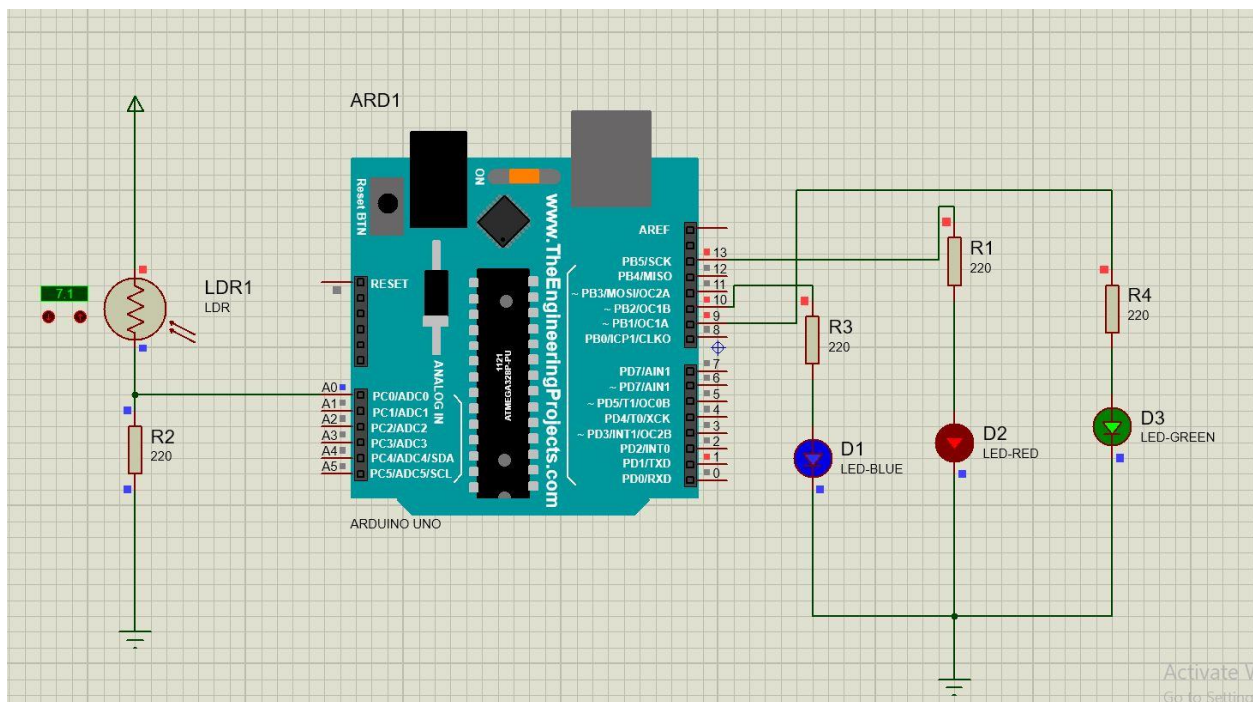 ARD1
7.1
LDR1
LDR
R2
220
Reset BTN
ON
www.TheEngineeringProjects.com
RESET
ANALOG IN
1121
ATMEGA328P-PU
A0 PC0/ADC0
A1 PC1/ADC1
A2 PC2/ADC2
A3 PC3/ADC3
A4 PC4/ADC4/SDA
A5 PC5/ADC5/SCL
AREF
PB5/SCK 13
PB4/MISO 12
~ PB3/MOSI/OC2A 11
~ PB2/OC1B 10
~ PB1/OC1A 9
PB0/ICP1/CLKO 8
PD7/AIN1 7
~ PD7/AIN1 6
~ PD5/T1/OC0B 5
PD4/T0/XCK 4
~ PD3/INT1/OC2B 3
PD2/INT0 2
PD1/TXD 1
PD0/RXD 0
ARDUINO UNO
R1
220
R3
220
R4
220
D1
LED-BLUE
D2
LED-RED
D3
LED-GREEN
Activate W
Go to Setting